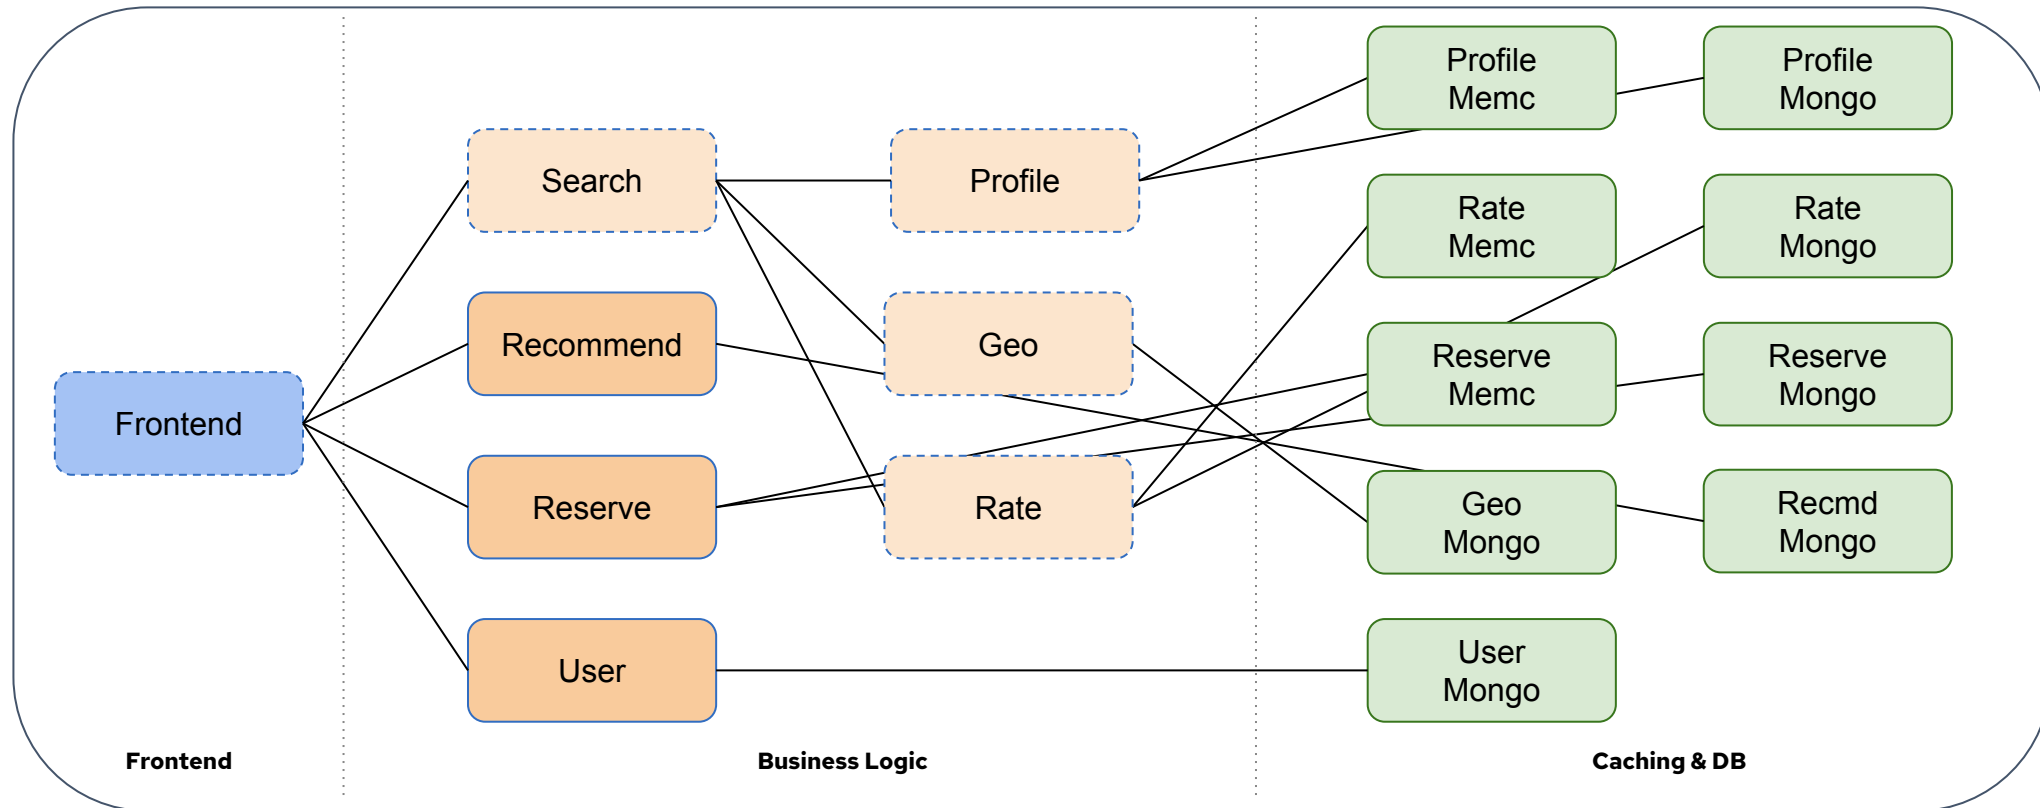 Frontend
Search
Recommend
Reserve
User
Profile
Geo
Rate
Profile
Memc
Profile
Mongo
Rate
Memc
Rate
Mongo
Reserve
Memc
Reserve
Mongo
Geo
Mongo
Recmd
Mongo
User
Mongo
Frontend
Business Logic
Caching & DB